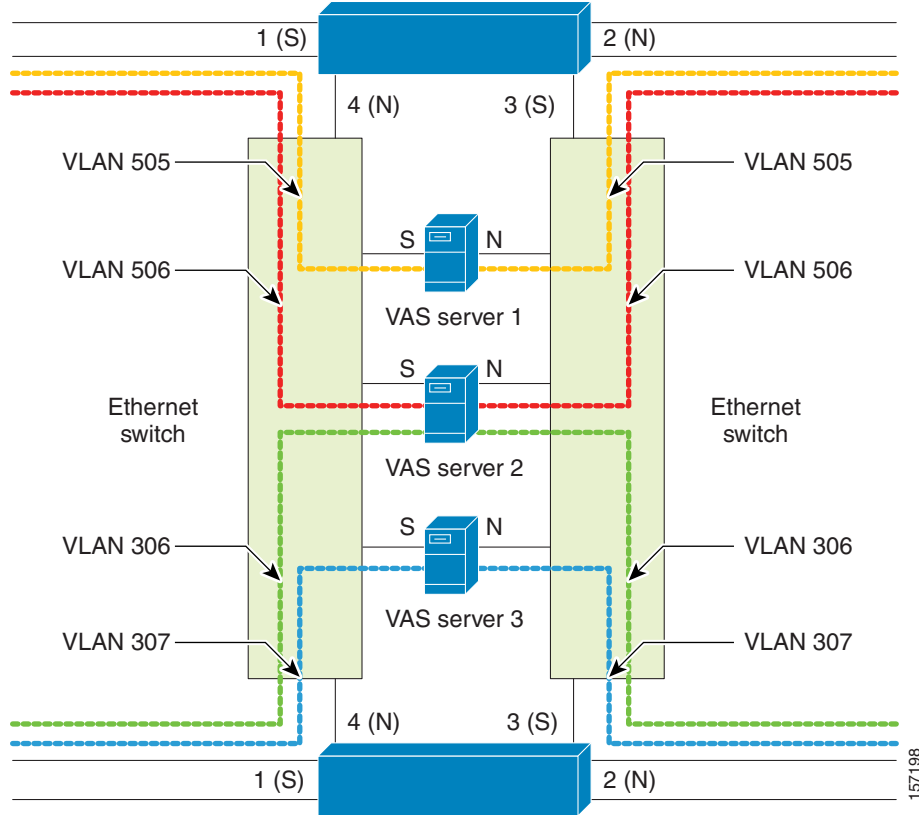 1 (S)
2 (N)
4 (N)
3 (S)
VLAN 505
VLAN 505
S
N
VLAN 506
VLAN 506
VAS server 1
S
N
Ethernet
switch
Ethernet
switch
VAS server 2
S
N
VLAN 306
VLAN 306
VAS server 3
VLAN 307
VLAN 307
4 (N)
3 (S)
1 (S)
2 (N)
157198